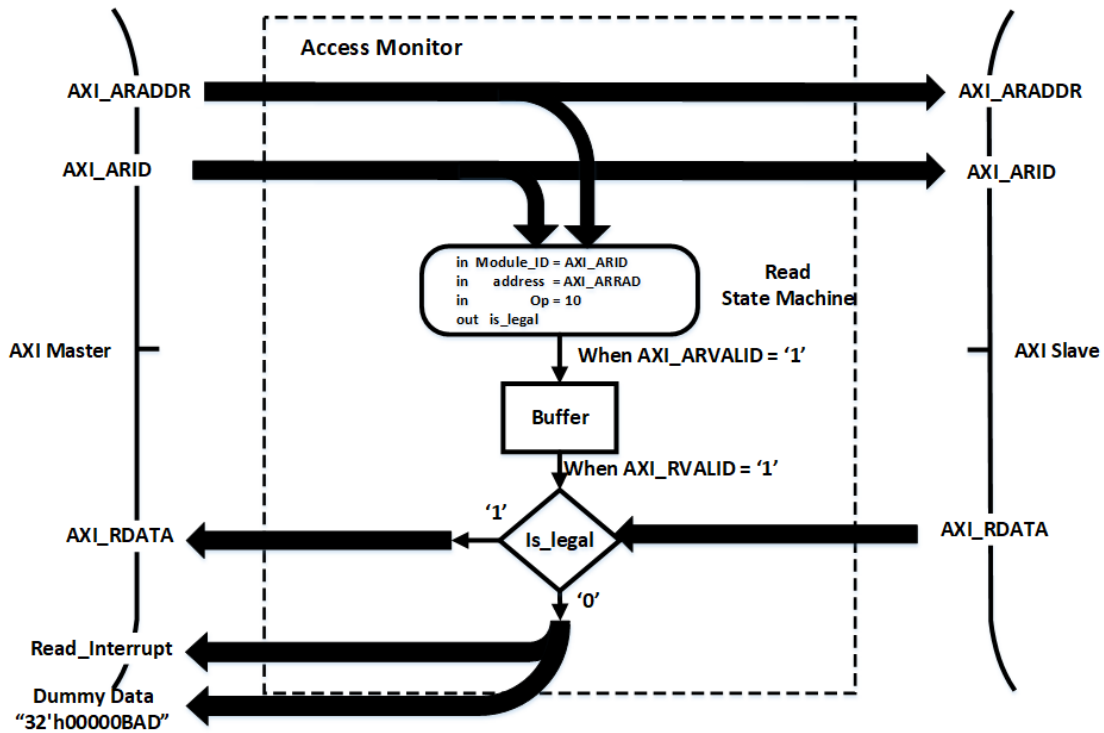 Access Monitor
AXI_ARADDR
AXI_ARADDR
AXI_ARID
AXI_ARID
in Module_ID = AXI_ARID
in address = AXI_ARRAD
in Op = 10
out is_legal
Read
State Machine
When AXI_ARVALID = ‘1’
AXI Master
AXI Slave
Buffer
When AXI_RVALID = ‘1’
‘1’
AXI_RDATA
Is_legal
AXI_RDATA
‘0’
Read_Interrupt
Dummy Data
“32'h00000BAD”